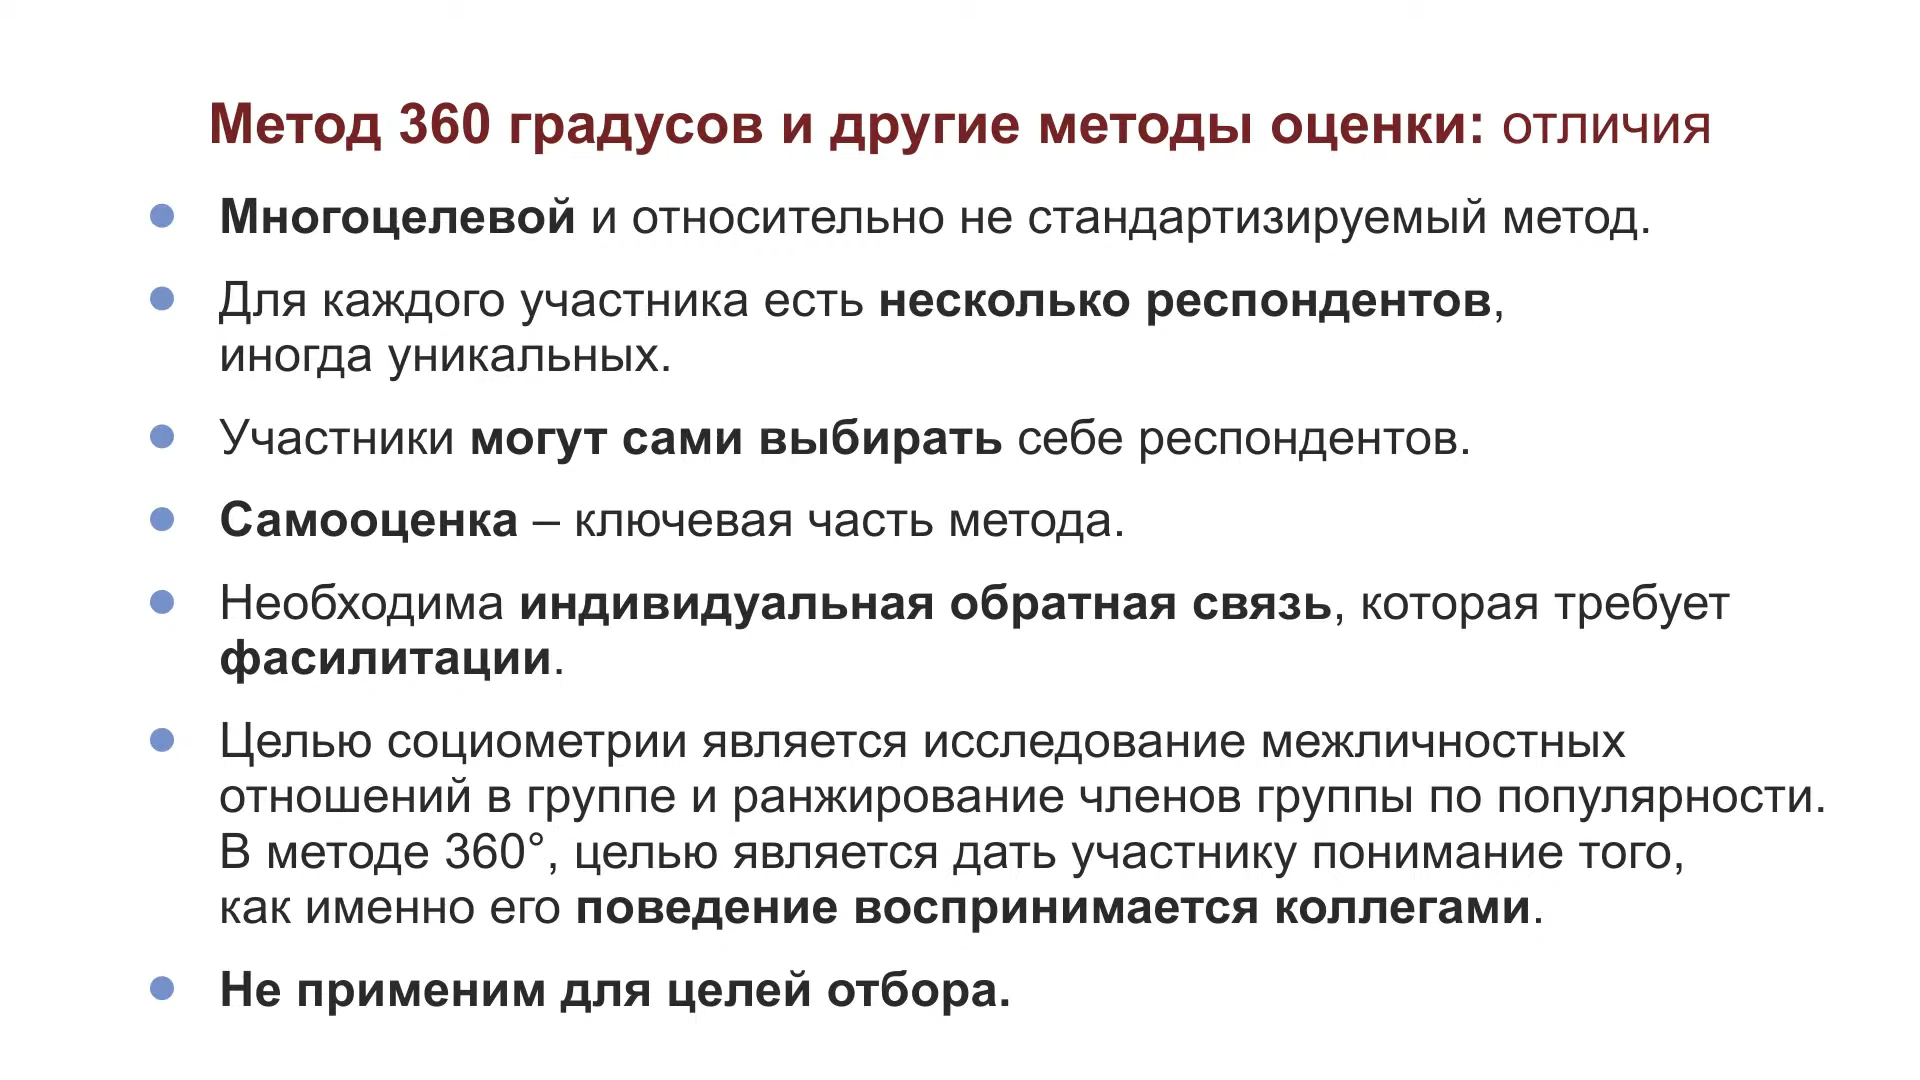 Метод 360 градусов и другие методы оценки: отличия
Многоцелевой и относительно не стандартизируемый метод.
Для каждого участника есть несколько респондентов,
иногда уникальных.
Участники могут сами выбирать себе респондентов.
Самооценка – ключевая часть метода.
Необходима индивидуальная обратная связь, которая требует
фасилитации.
Целью социометрии является исследование межличностных
отношений в группе и ранжирование членов группы по популярности.
В методе 360°, целью является дать участнику понимание того,
как именно его поведение воспринимается коллегами.
Не применим для целей отбора.